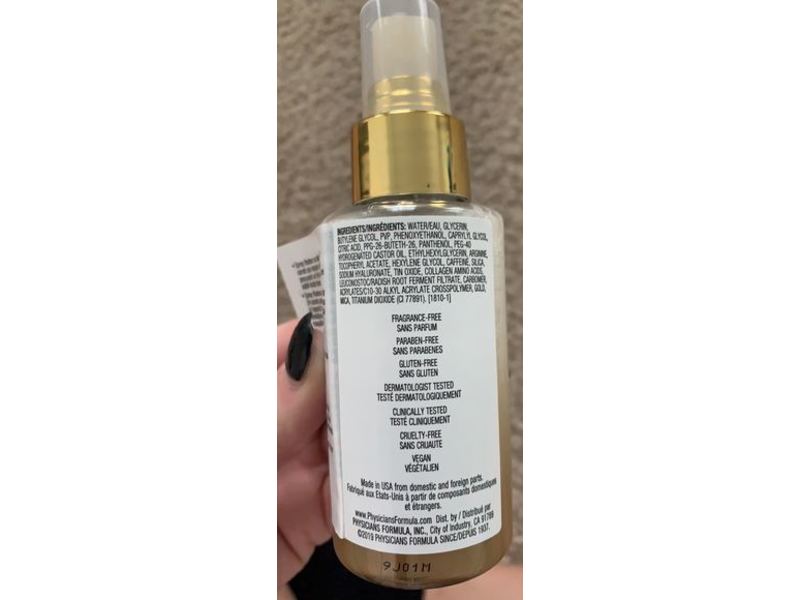 INGREDIENTS/INGRÉDIENTS: WATER/EAU, GLYCERIN,
BUTYLENE GLYCOL, PVP, PHENOXYETHANOL, CAPRYLYL GLYCOL,
CITRIC ACID, PPG-26-BUTETH-26, PANTHENOL, PEG-40
HYDROGENATED CASTOR OIL, ETHYLHEXYLGLYCERIN, ARGININE,
TOCOPHERYL ACETATE, HEXYLENE GLYCOL, CAFFEINE, SILICA,
SODIUM HYALURONATE, TIN OXIDE, COLLAGEN AMINO ACIDS,
LEUCONOSTOC/RADISH ROOT FERMENT FILTRATE, CARBOMER,
ACRYLATES/C10-30 ALKYL ACRYLATE CROSSPOLYMER, GOLD,
MICA, TITANIUM DIOXIDE (CI 77891). [1810-1]
FRAGRANCE-FREE
SANS PARFUM
PARABEN-FREE
SANS PARABENES
GLUTEN-FREE
SANS GLUTEN
DERMATOLOGIST TESTED
TESTÉ DERMATOLOGIQUEMENT
CLINICALLY TESTED
TESTÉ CLINIQUEMENT
CRUELTY-FREE
SANS CRUAUTE
VEGAN
VÉGÉTALIEN
Made in USA from domestic and foreign parts.
Fabriqué aux États-Unis à partir de composants domestiques
et étrangers.
www.PhysiciansFormula.com Dist. by / Distribué par
PHYSICIANS FORMULA, INC., City of Industry, CA 91789
©2019 PHYSICIANS FORMULA SINCE/DEPUIS 1937.
9J01M